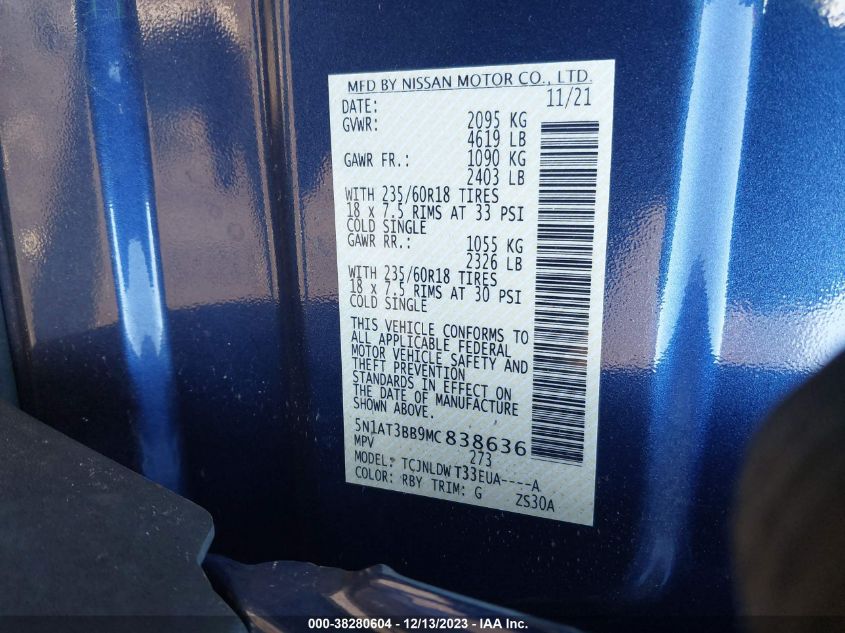 MFD BY NISSAN MOTOR CO., LTD.
DATE: 11/21
GVWR: 2095 KG
4619 LB
GAWR FR.: 1090 KG
2403 LB
WITH 235/60R18 TIRES
18 x 7.5 RIMS AT 33 PSI
COLD SINGLE
GAWR RR.: 1055 KG
2326 LB
WITH 235/60R18 TIRES
18 x 7.5 RIMS AT 30 PSI
COLD SINGLE
THIS VEHICLE CONFORMS TO
ALL APPLICABLE FEDERAL
MOTOR VEHICLE SAFETY AND
THEFT PREVENTION
STANDARDS IN EFFECT ON
THE DATE OF MANUFACTURE
SHOWN ABOVE.
5N1AT3BB9MC838636
MPV 273
MODEL: TCJNLDW T33EUA----A
COLOR: RBY TRIM: G ZS30A
000-38280604 - 12/13/2023 - IAA Inc.